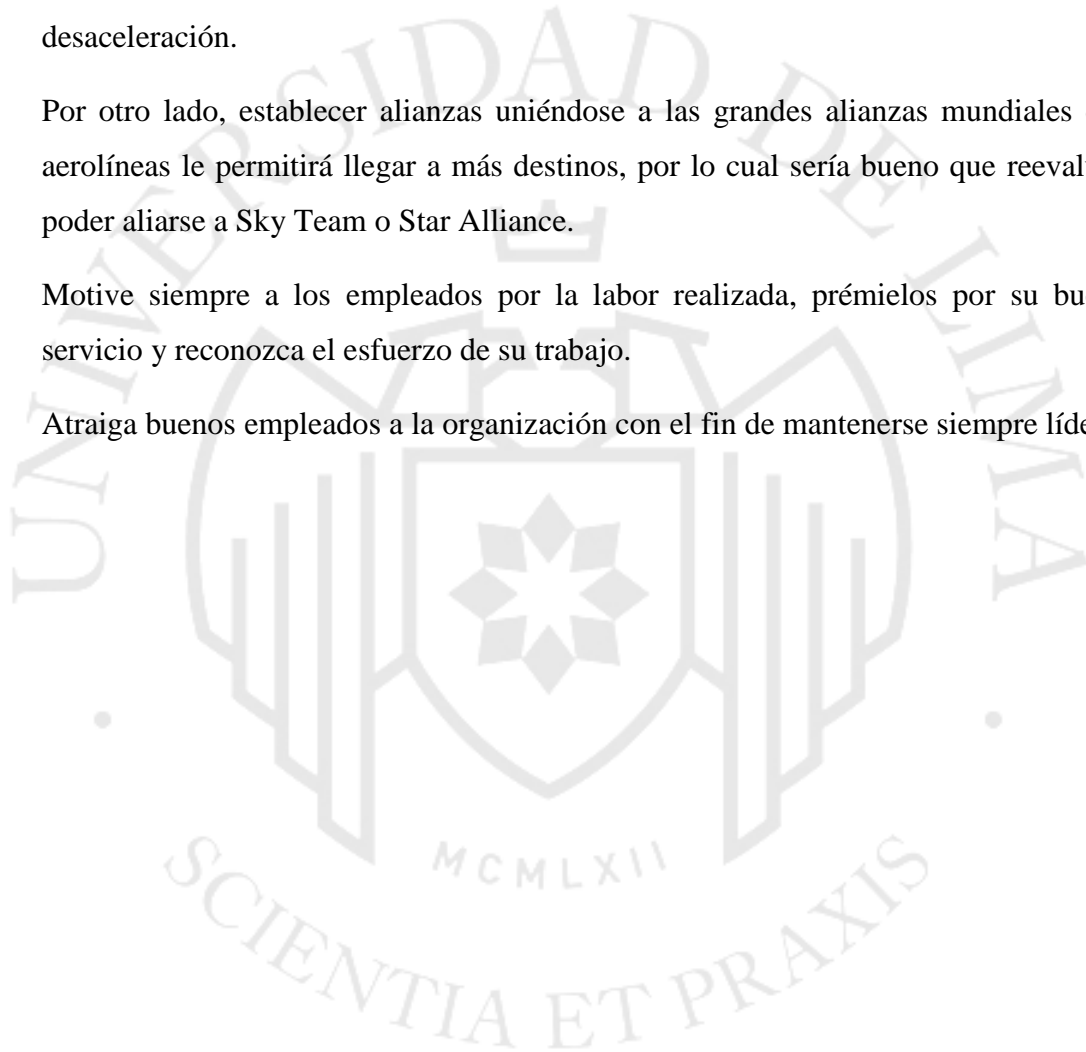 desaceleración.
Por otro lado, establecer alianzas uniéndose a las grandes alianzas mundiales
aerolíneas le permitirá llegar a más destinos, por lo cual sería bueno que
poder aliarse a Sky Team o Star Alliance.
Motive siempre a los empleados por la labor realizada, prémielos por su
servicio y reconozca el esfuerzo de su trabajo.
Atraiga buenos empleados a la organización con el fin de mantenerse siempre
UNIVERSIDAD DE LIMA
MCMLXII
SCIENTIA ET PRAXIS